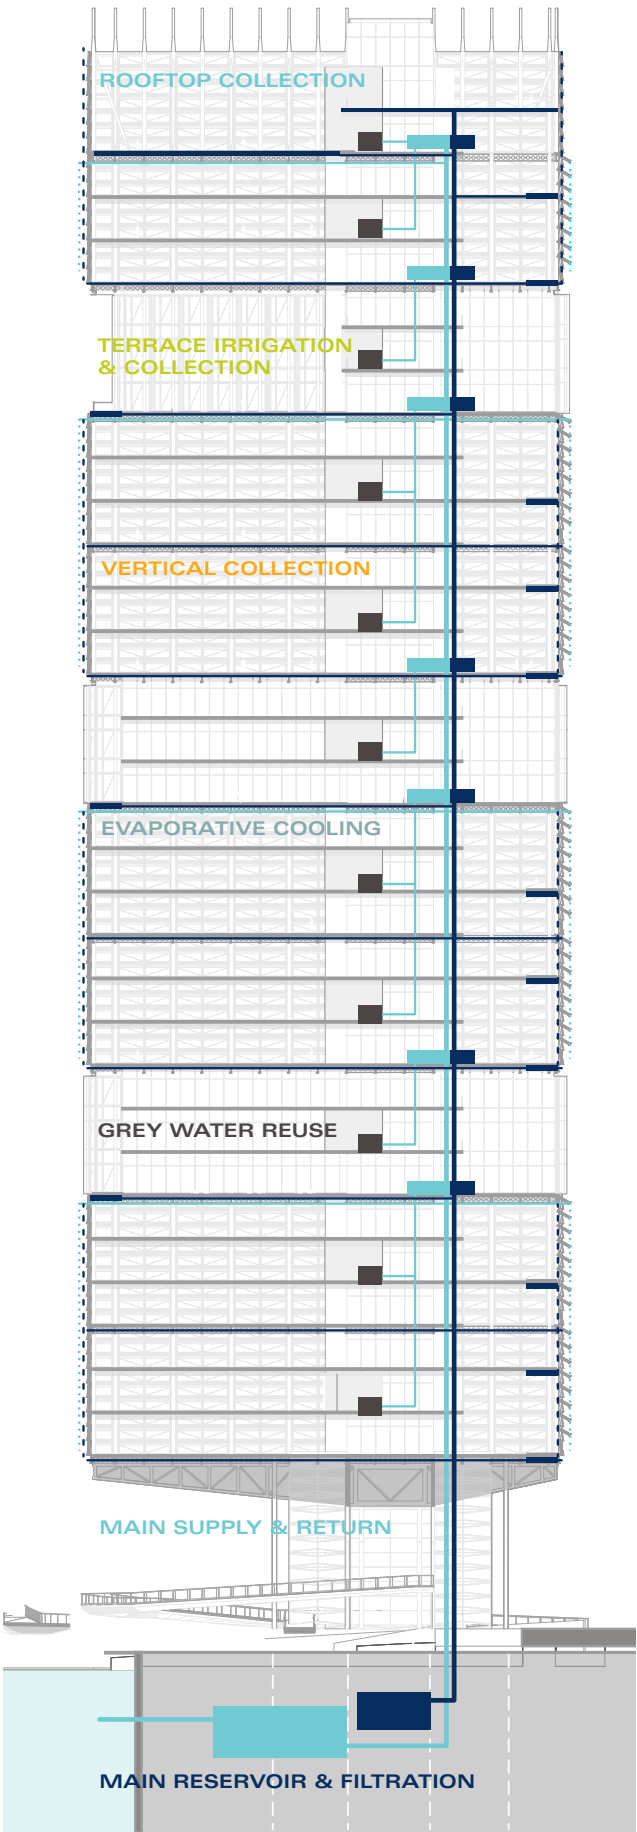 ROOFTOP COLLECTION
TERRACE IRRIGATION
& COLLECTION
VERTICAL COLLECTION
EVAPORATIVE COOLING
GREY WATER REUSE
MAIN SUPPLY & RETURN
MAIN RESERVOIR & FILTRATION